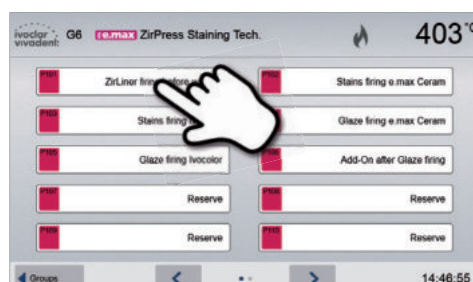 ivoclar vivadent: G6 IPS e.max ZirPress Staining Tech. 403 °C
P101 ZirLiner firing before
P102 Stains firing e.max Ceram
P103 Stains firing
Glaze firing e.max Ceram
P105 Glaze firing Ivocolor
Add-On after Glaze firing
P107 Reserve
P108 Reserve
P109 Reserve
P110 Reserve
Groups 14:46:55